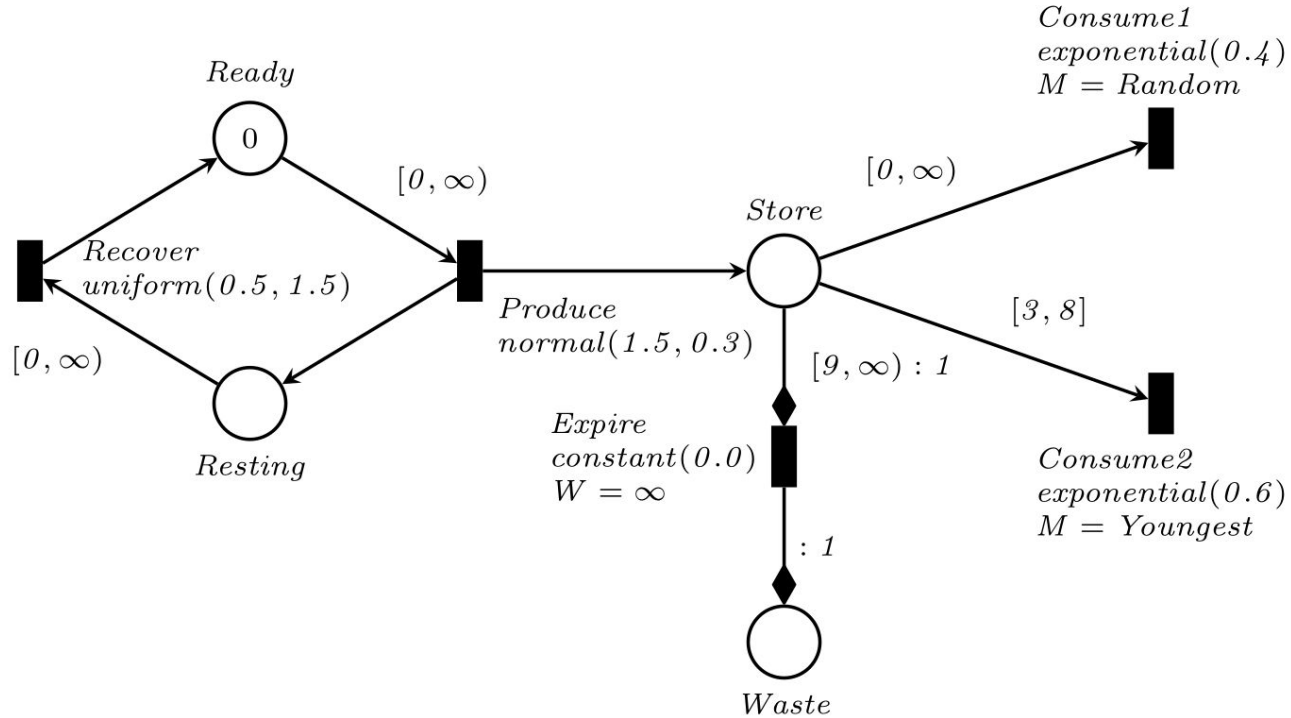 Consume1
exponential(0.4)
M = Random
Ready
0
[0, ∞)
[0, ∞)
Store
Recover
uniform(0.5, 1.5)
Produce
normal(1.5, 0.3)
[3, 8]
[0, ∞)
[9, ∞) : 1
Expire
constant(0.0)
W = ∞
Resting
Consume2
exponential(0.6)
M = Youngest
: 1
Waste